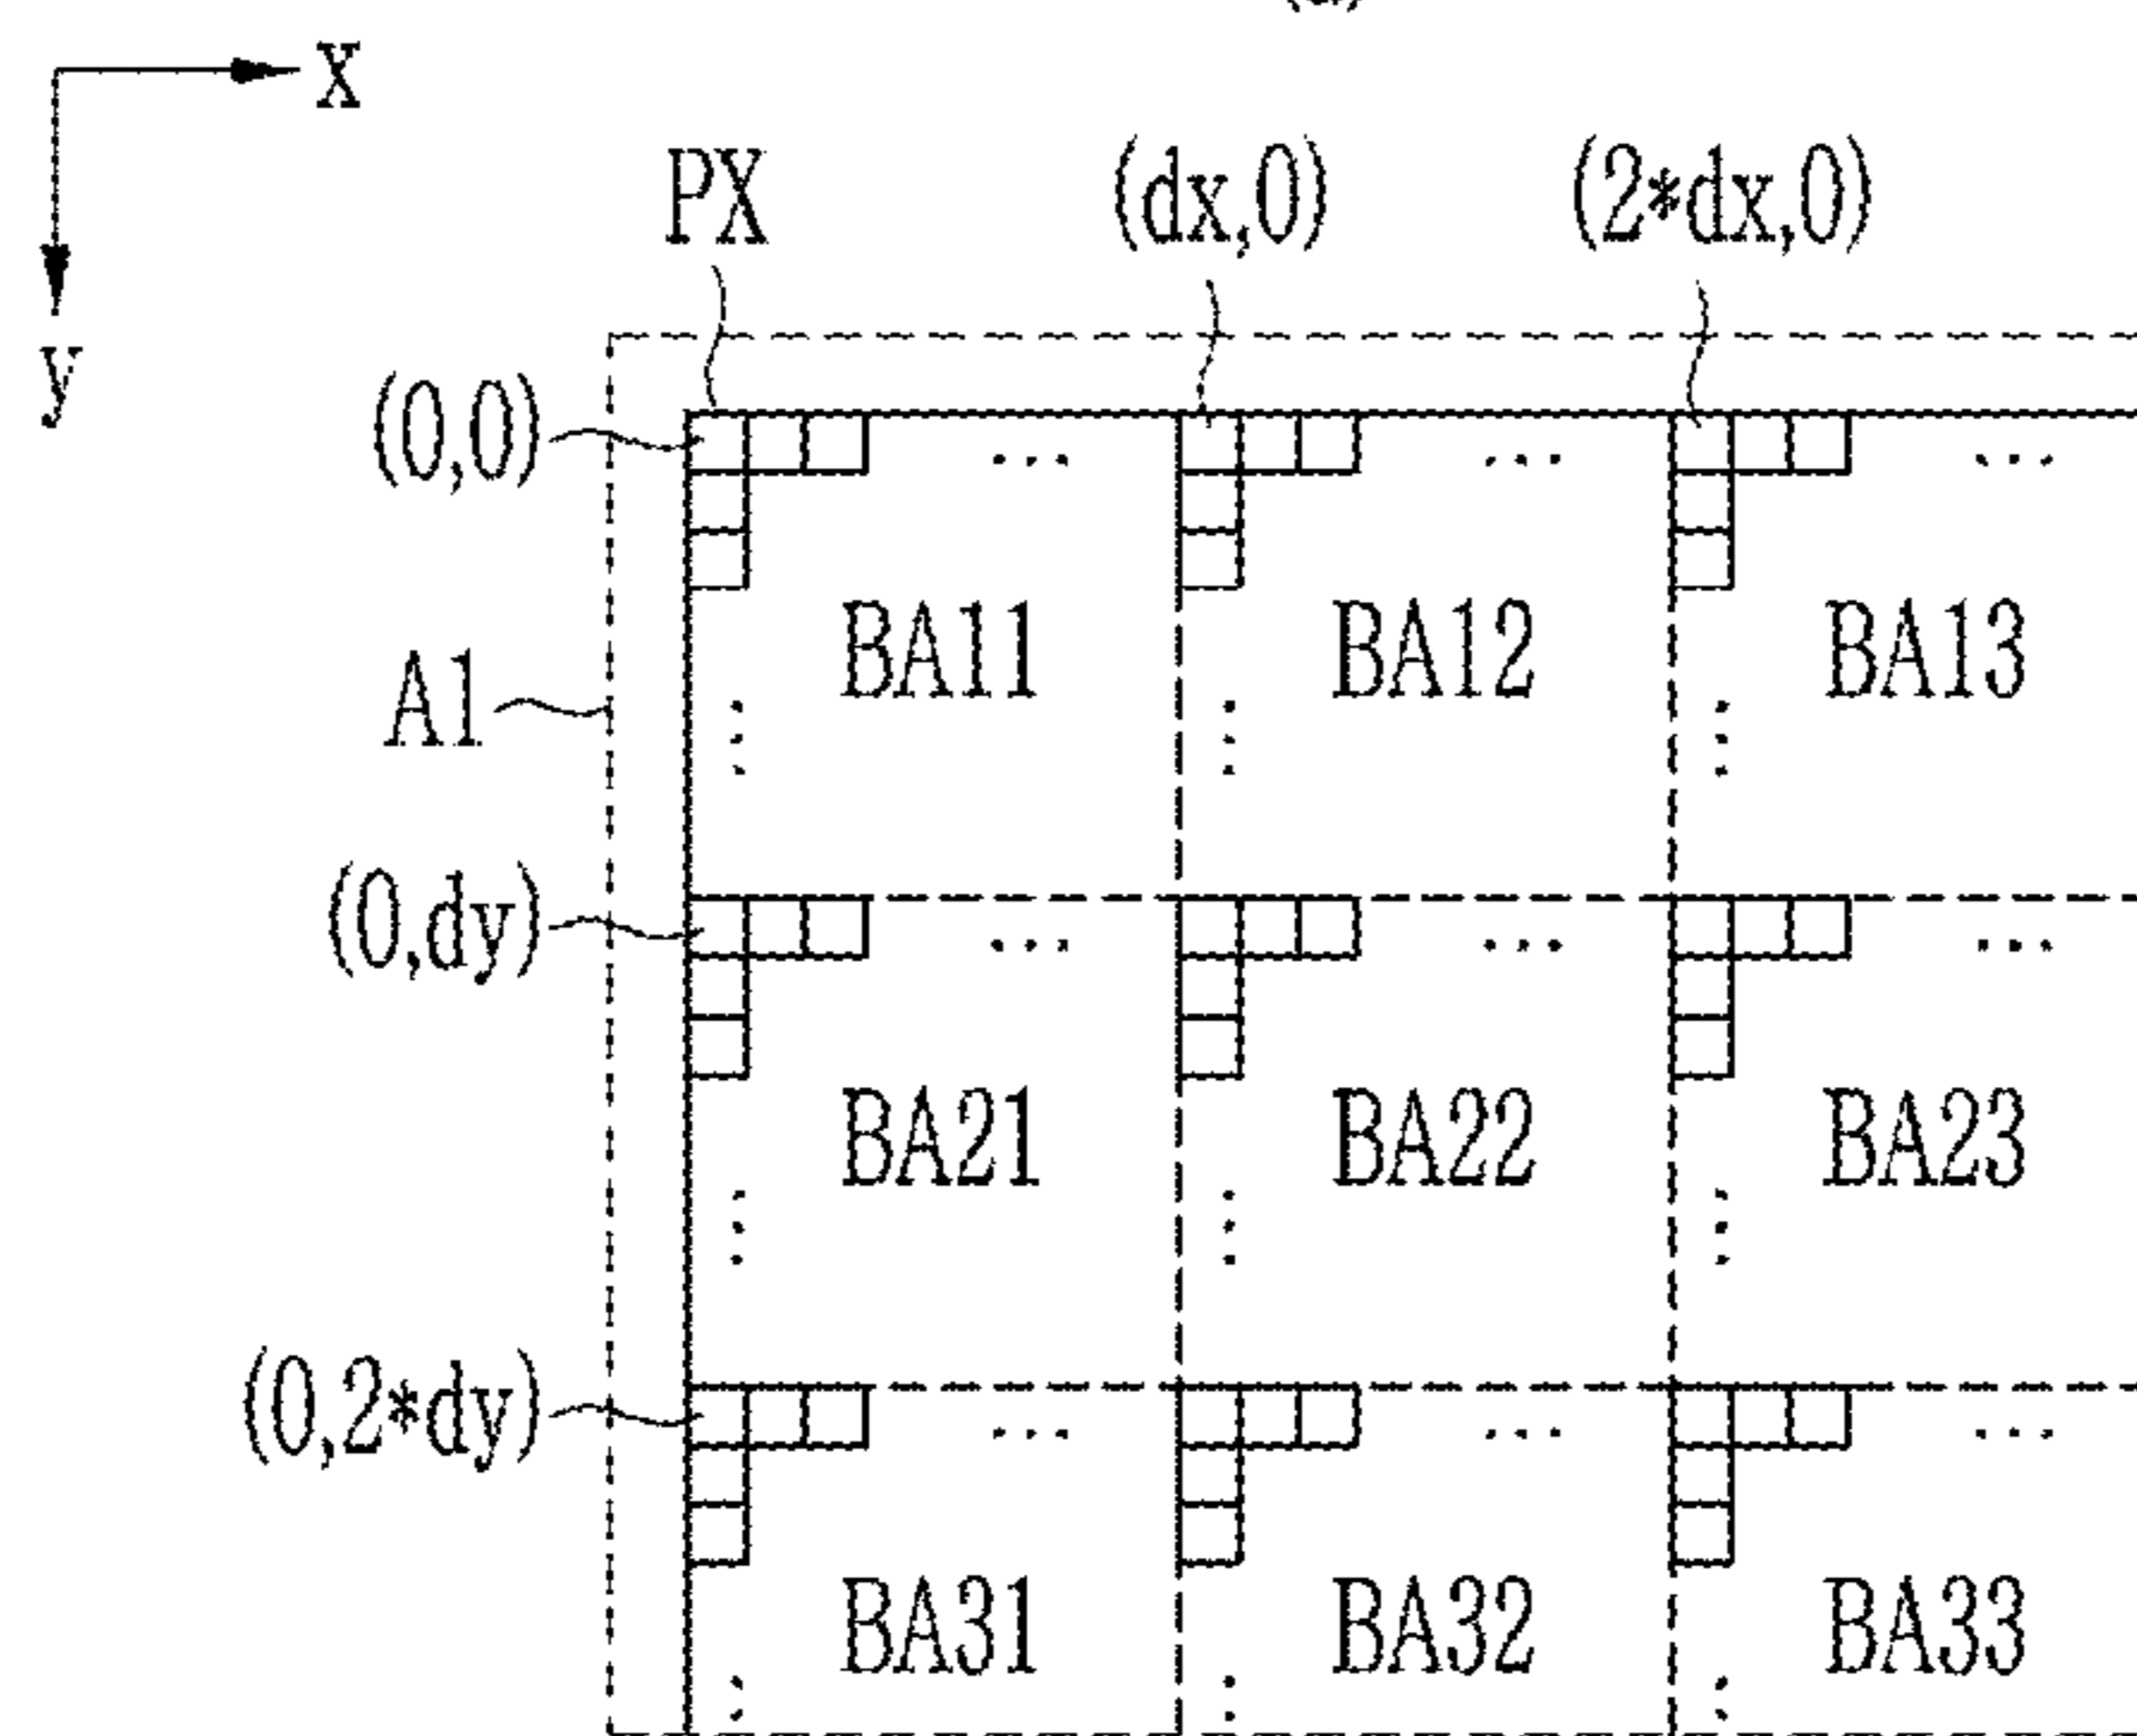 x
y
PX (dx,0) (2*dx,0)
(0,0)
... ... ...
A1 BA11 BA12 BA13
(0,dy)
... ... ...
BA21 BA22 BA23
(0,2*dy)
... ... ...
BA31 BA32 BA33